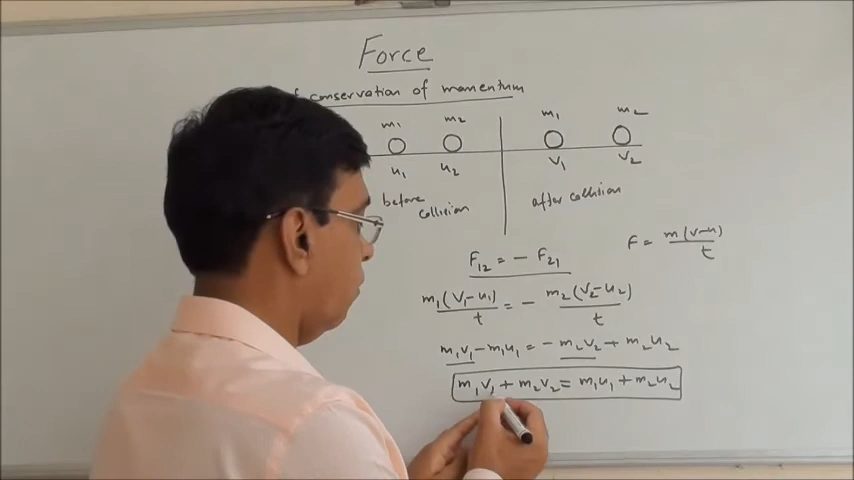 Force
of conservation of momentum
m₁ m₂ m₁ m₂
u₁ u₂ v₁ v₂
before collision after collision
F₁₂ = - F₂₁ F = m(v-u)/t
m₁(v₁-u₁)/t = - m₂(v₂-u₂)/t
m₁v₁ - m₁u₁ = - m₂v₂ + m₂u₂
m₁v₁ + m₂v₂ = m₁u₁ + m₂u₂